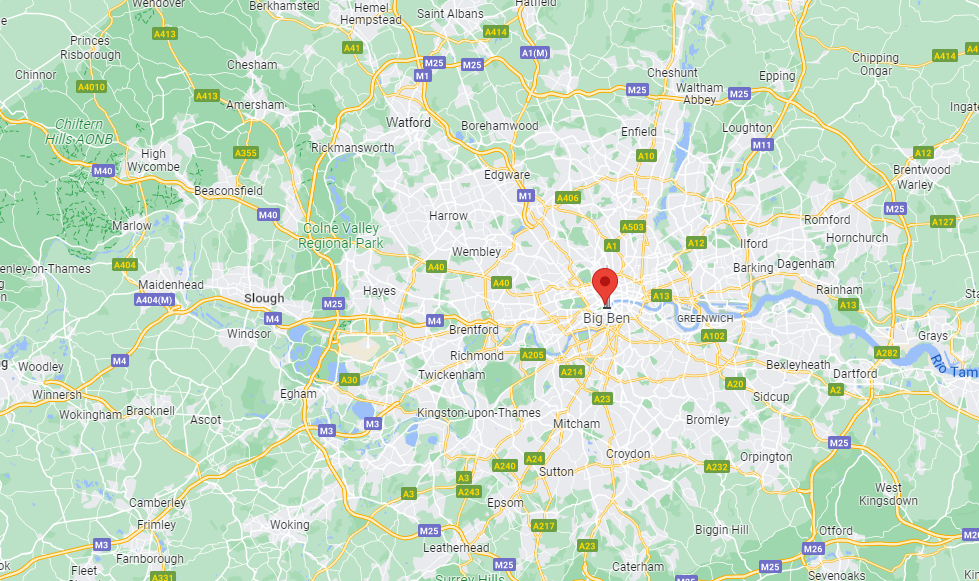 Wendover
Berkhamsted
Hemel
Hempstead
Saint Albans
Hatfield
A413
A41
A414
A1(M)
Princes
Risborough
Chinnor
A4010
Chesham
A413
Amersham
M25
M1
M25
M25
Cheshunt
Waltham
Abbey
M25
Epping
Chipping
Ongar
A414
Chiltern
Hills AONB
High
Wycombe
M40
A355
Watford
Rickmansworth
Borehamwood
Enfield
A10
Loughton
M11
A12
Brentwood
Warley
Beaconsfield
M40
Edgware
M1
A406
M25
A127
Marlow
Colne Valley
Regional Park
Harrow
Wembley
A503
A1
A12
Ilford
Romford
Hornchurch
A404
A404(M)
Maidenhead
Slough
M4
Windsor
M25
Hayes
A40
A40
M4
Brentford
Big Ben
A13
GREENWICH
A102
Barking
Dagenham
Rainham
A13
Grays
A282
Woodley
Winnersh
Wokingham
Bracknell
Ascot
M4
Egham
A30
Richmond
Twickenham
A205
A214
A23
A20
Bexleyheath
Dartford
A2
Sidcup
M3
M3
Kingston-upon-Thames
Mitcham
Bromley
M25
Croydon
A232
Orpington
A24
A240
Sutton
A3
A243
A3
Epsom
A217
West
Kingsdown
Camberley
Frimley
Farnborough
M3
Fleet
A331
Woking
M25
Leatherhead
M25
Surrey Hills
A23
Caterham
M25
Biggin Hill
M25
M26
Otford
Sevenoaks